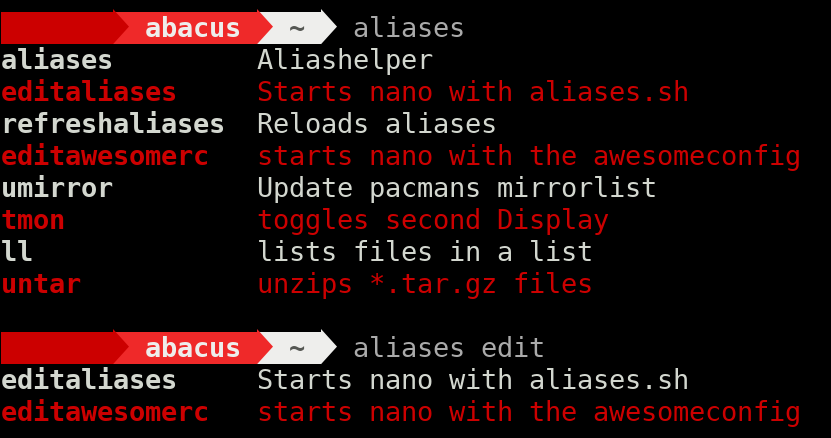 abacus ~ aliases
aliases Aliashelper
editaliases Starts nano with aliases.sh
refreshaliases Reloads aliases
editawesomerc starts nano with the awesomeconfig
umirror Update pacmans mirrorlist
tmon toggles second Display
ll lists files in a list
untar unzips *.tar.gz files
abacus ~ aliases edit
editaliases Starts nano with aliases.sh
editawesomerc starts nano with the awesomeconfig